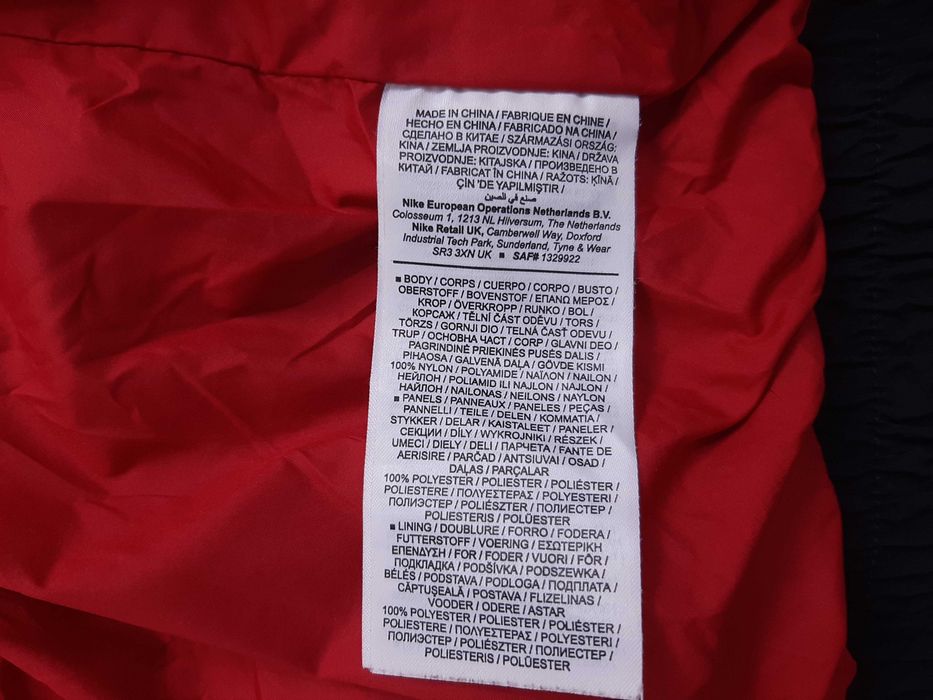 MADE IN CHINA / FABRIQUE EN CHINE /
HECHO EN CHINA / FABRICADO NA CHINA /
СДЕЛАНО В КИТАЕ / SZÁRMAZÁSI ORSZÁG:
KINA / ZEMLJA PROIZVODNJE: KINA / DRŽAVA
PROIZVODNJE: KITAJSKA / ПРОИЗВЕДЕНО В
КИТАЙ / FABRICAT ÎN CHINA / RAŽOTS: ĶĪNĀ /
ÇİN 'DE YAPILMIŞTIR /
صنع في الصين
Nike European Operations Netherlands B.V.
Colosseum 1, 1213 NL Hilversum, The Netherlands
Nike Retail UK, Camberwell Way, Doxford
Industrial Tech Park, Sunderland, Tyne & Wear
SR3 3XN UK ■ SAF# 1329922
■ BODY / CORPS / CUERPO / CORPO / BUSTO /
OBERSTOFF / BOVENSTOF / ΕΠΑΝΩ ΜΕΡΟΣ /
KROP / ÖVERKROPP / RUNKO / BOL /
КОРСАЖ / TĚLNÍ ČÁST ODĚVU / TORS /
TÖRZS / GORNJI DIO / TELNÁ ČASŤ ODEVU /
TRUP / ОСНОВНА ЧАСТ / CORP / GLAVNI DEO /
PAGRINDINĖ PRIEKINĖS PUSĖS DALIS /
PIHAOSA / GALVENĀ DAĻA / GÖVDE KISMI
100% NYLON / POLYAMIDE / ΝΑΪΛΟΝ / NAILON /
НЕЙЛОН / POLIAMID ILI NAJLON / NAJLON /
НАЙЛОН / NAILONAS / NEILONS / NAYLON
■ PANELS / PANNEAUX / PANELES / PEÇAS /
PANNELLI / TEILE / DELEN / ΚΟΜΜΑΤΙΑ /
STYKKER / DELAR / KAISTALEET / PANELER /
СЕКЦИИ / DÍLY / WYKROJNIKI / RÉSZEK /
UMECI / DIELY / DELI / ПАРЧЕТА / FANTE DE
AERISIRE / PARČAD / ANTSIUVAI / OSAD /
DAĻAS / PARÇALAR
100% POLYESTER / POLIESTER / POLIÉSTER /
POLIESTERE / ΠΟΛΥΕΣΤΕΡΑΣ / POLYESTERI /
ПОЛИЭСТЕР / POLIÉSZTER / ПОЛИЕСТЕР /
POLIESTERIS / POLÜESTER
■ LINING / DOUBLURE / FORRO / FODERA /
FUTTERSTOFF / VOERING / ΕΣΩΤΕΡΙΚΗ
ΕΠΕΝΔΥΣΗ / FOR / FODER / VUORI / FÔR /
ПОДКЛАДКА / PODŠÍVKA / PODSZEWKA /
BÉLÉS / PODSTAVA / PODLOGA / ПОДПЛАТА /
CĂPTUȘEALĂ / POSTAVA / FLIZELINAS /
VOODER / ODERE / ASTAR
100% POLYESTER / POLIESTER / POLIÉSTER /
POLIESTERE / ΠΟΛΥΕΣΤΕΡΑΣ / POLYESTERI /
ПОЛИЭСТЕР / POLIÉSZTER / ПОЛИЕСТЕР /
POLIESTERIS / POLÜESTER